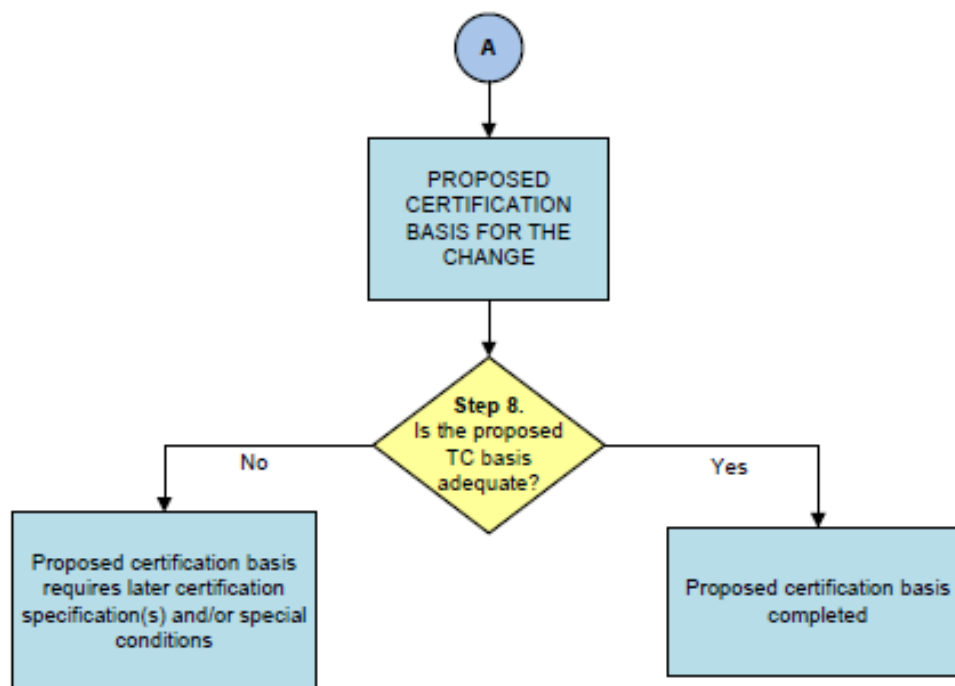 A
PROPOSED
CERTIFICATION
BASIS FOR THE
CHANGE
Step 8.
Is the proposed
TC basis
adequate?
No
Yes
Proposed certification basis
requires later certification
specification(s) and/or special
conditions
Proposed certification basis
completed